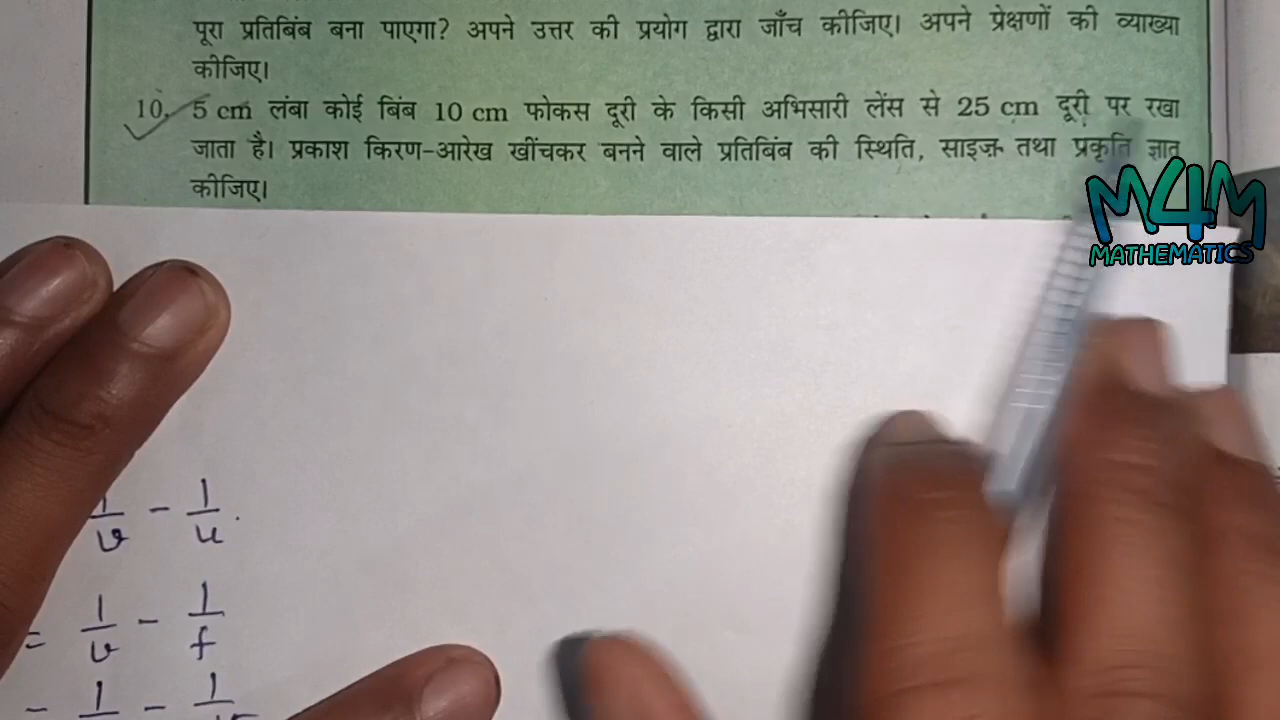 पूरा प्रतिबिंब बना पाएगा? अपने उत्तर की प्रयोग द्वारा जाँच कीजिए। अपने प्रेक्षणों की व्याख्या
कीजिए।
10. 5 cm लंबा कोई बिंब 10 cm फोकस दूरी के किसी अभिसारी लेंस से 25 cm दूरी पर रखा
जाता है। प्रकाश किरण-आरेख खींचकर बनने वाले प्रतिबिंब की स्थिति, साइज़ तथा प्रकृति ज्ञात
कीजिए।
M4M
MATHEMATICS
1/v - 1/u
= 1/v - 1/f